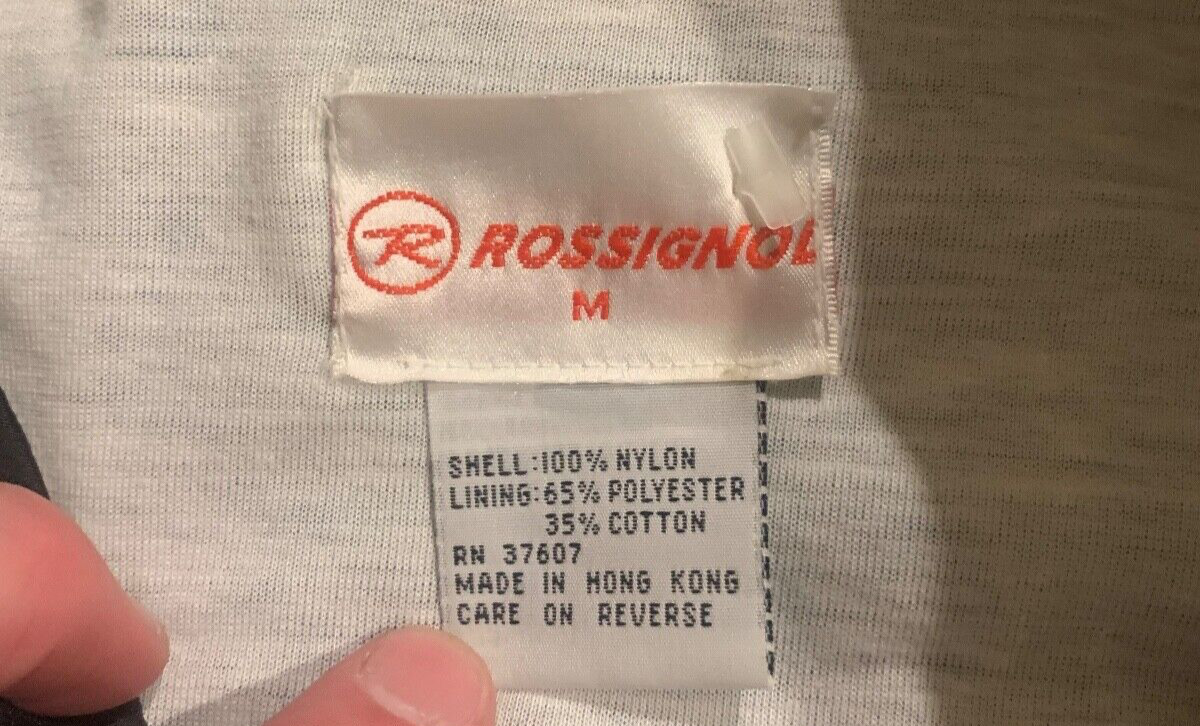 R ROSSIGNOL
M
SHELL:100% NYLON
LINING:65% POLYESTER
35% COTTON
RN 37607
MADE IN HONG KONG
CARE ON REVERSE